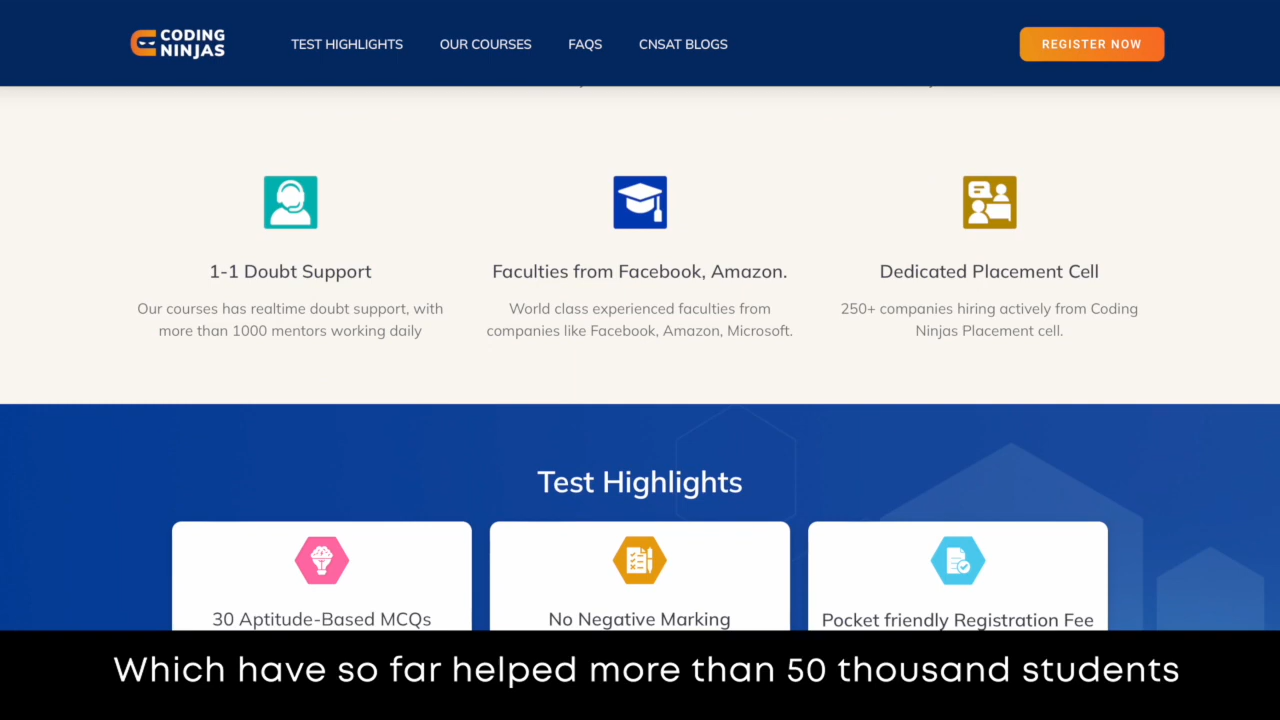 CODING
NINJAS
TEST HIGHLIGHTS OUR COURSES FAQS CNSAT BLOGS
REGISTER NOW
1-1 Doubt Support
Our courses has realtime doubt support, with
more than 1000 mentors working daily
Faculties from Facebook, Amazon.
World class experienced faculties from
companies like Facebook, Amazon, Microsoft.
Dedicated Placement Cell
250+ companies hiring actively from Coding
Ninjas Placement cell.
Test Highlights
30 Aptitude-Based MCQs
No Negative Marking
Pocket friendly Registration Fee
Which have so far helped more than 50 thousand students